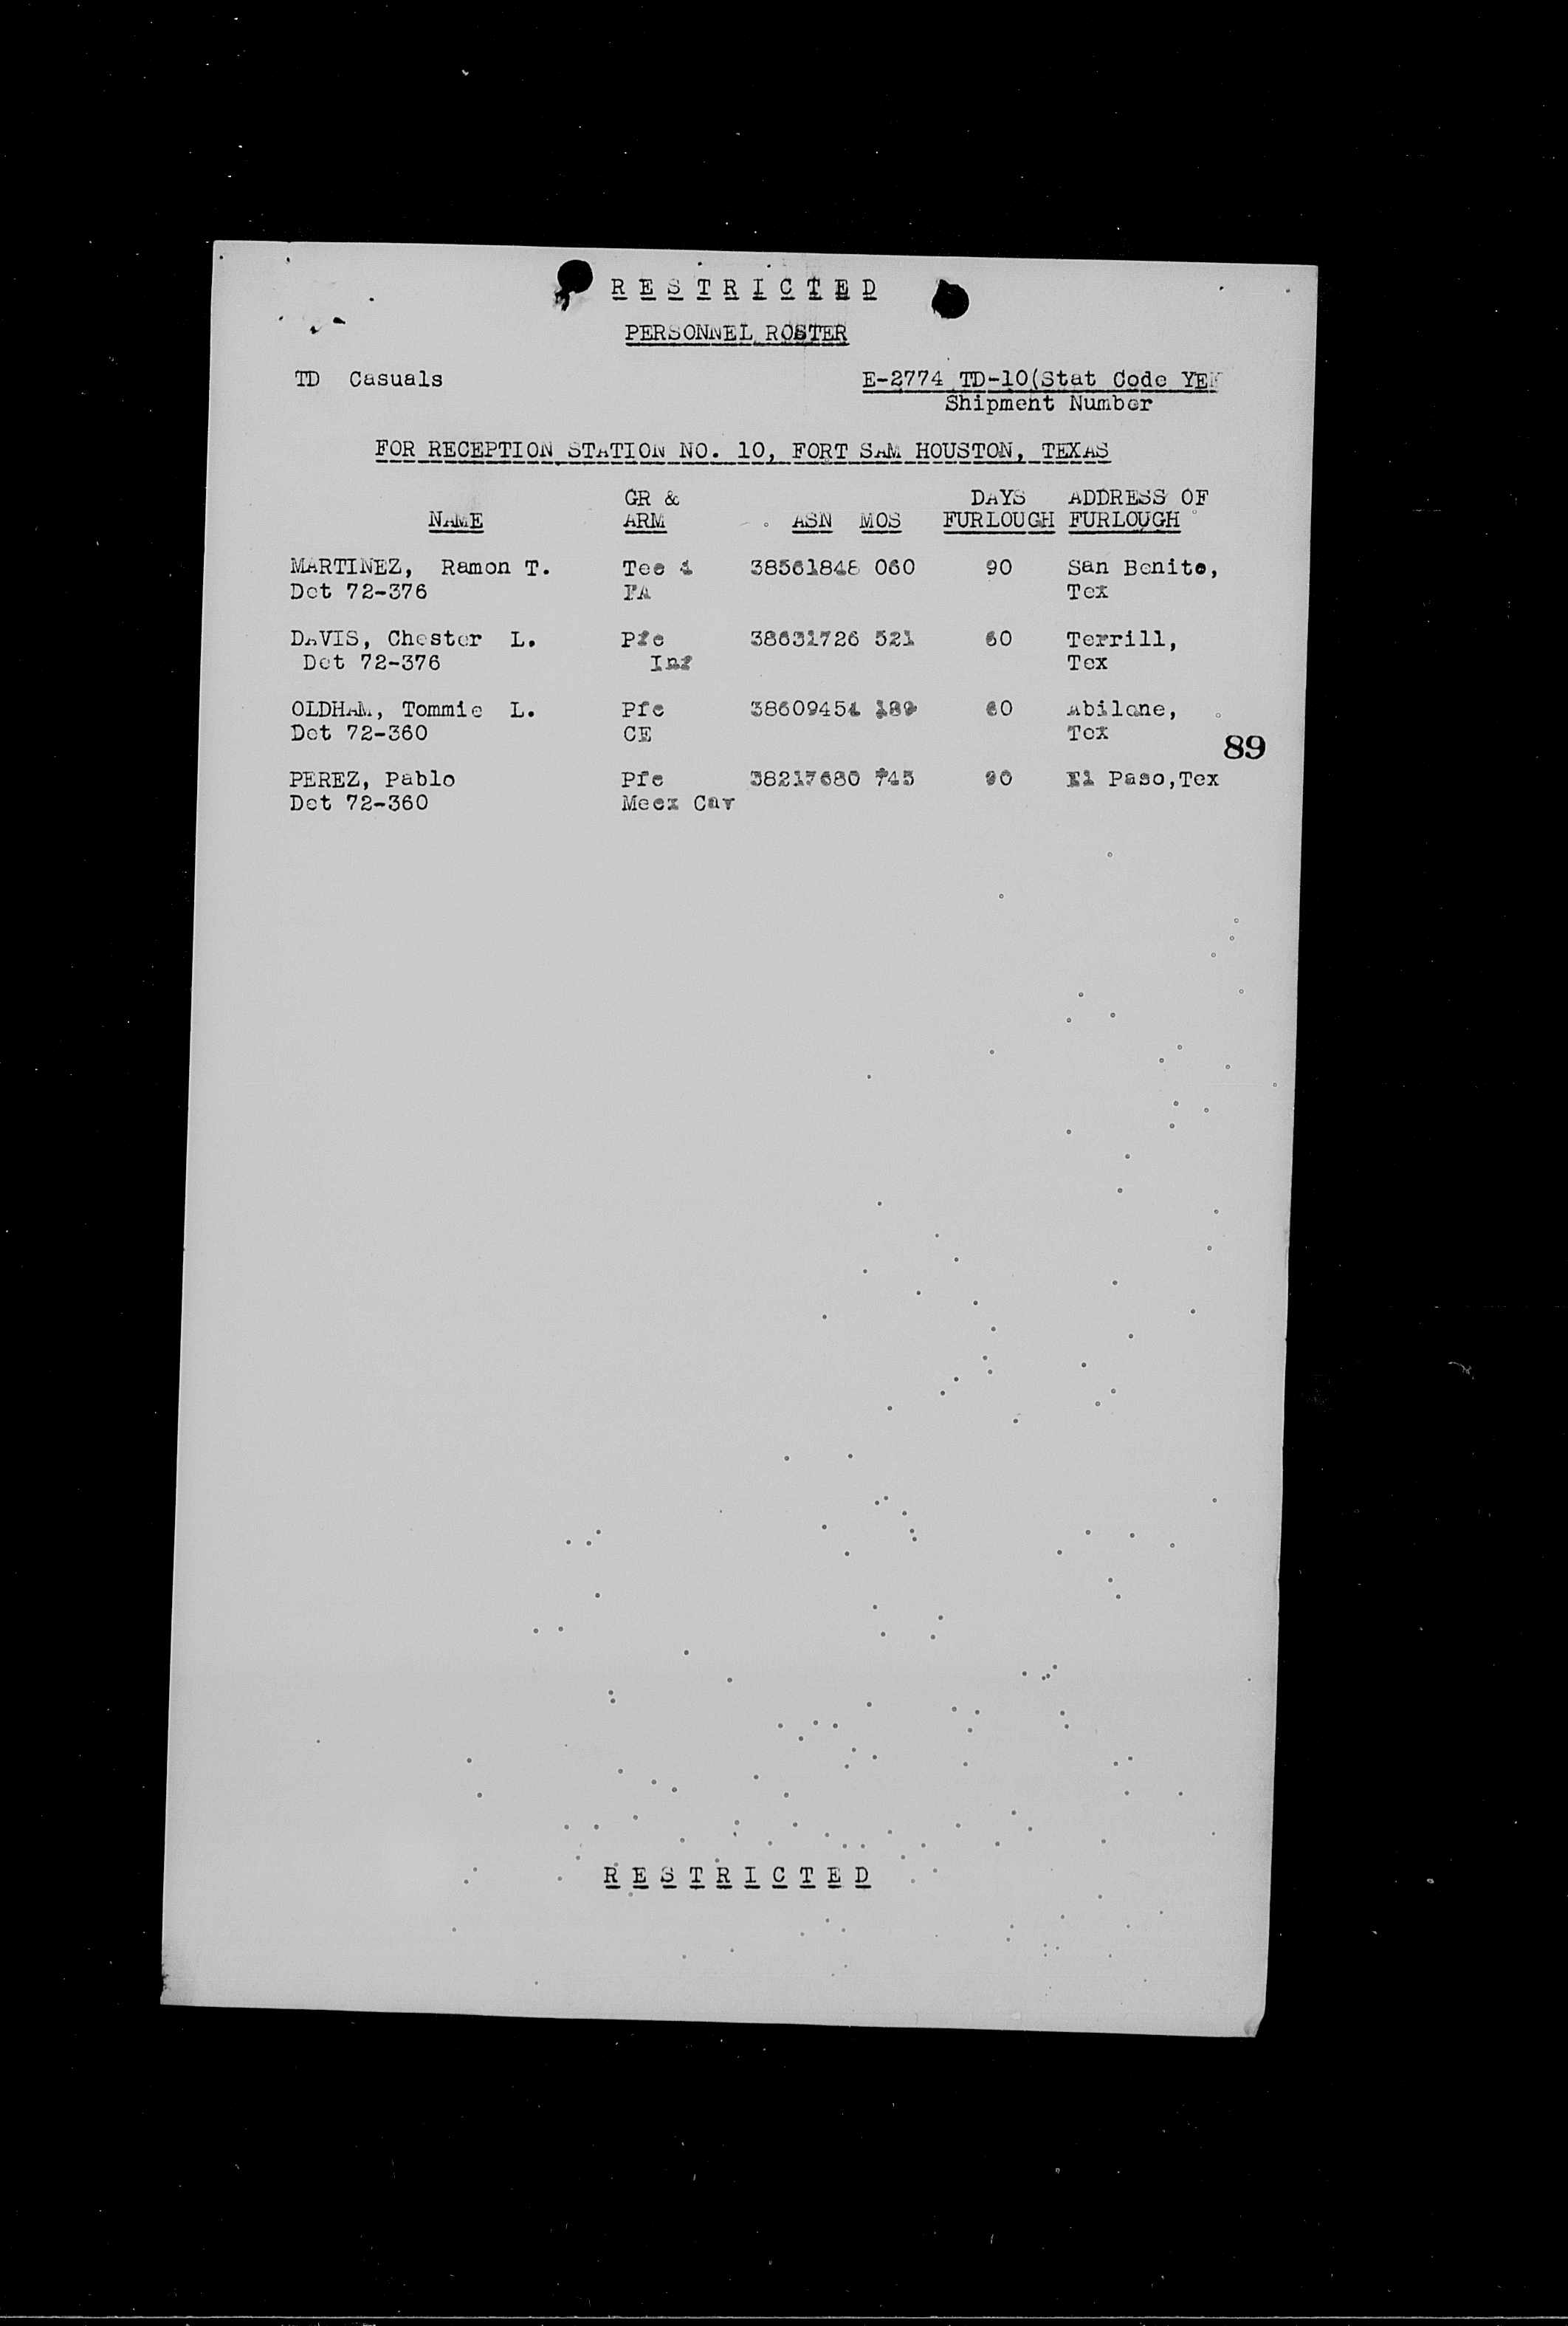 R E S T R I C T E D
PERSONNEL ROSTER
TD Casuals E-2774 TD-10(Stat Code YEK
Shipment Number
FOR RECEPTION STATION NO. 10, FORT SAM HOUSTON, TEXAS
GR & DAYS ADDRESS OF
NAME ARM ASN MOS FURLOUGH FURLOUGH
MARTINEZ, Ramon T. Tec 4 38561848 060 90 San Benito,
Det 72-376 FA Tex
DAVIS, Chester L. Pfc 38631726 521 60 Terrill,
Det 72-376 Inf Tex
OLDHAM, Tommie L. Pfc 38609454 189 60 Abilene,
Det 72-360 CE Tex
89
PEREZ, Pablo Pfc 38217680 745 90 El Paso,Tex
Det 72-360 Mecz Cav
R E S T R I C T E D